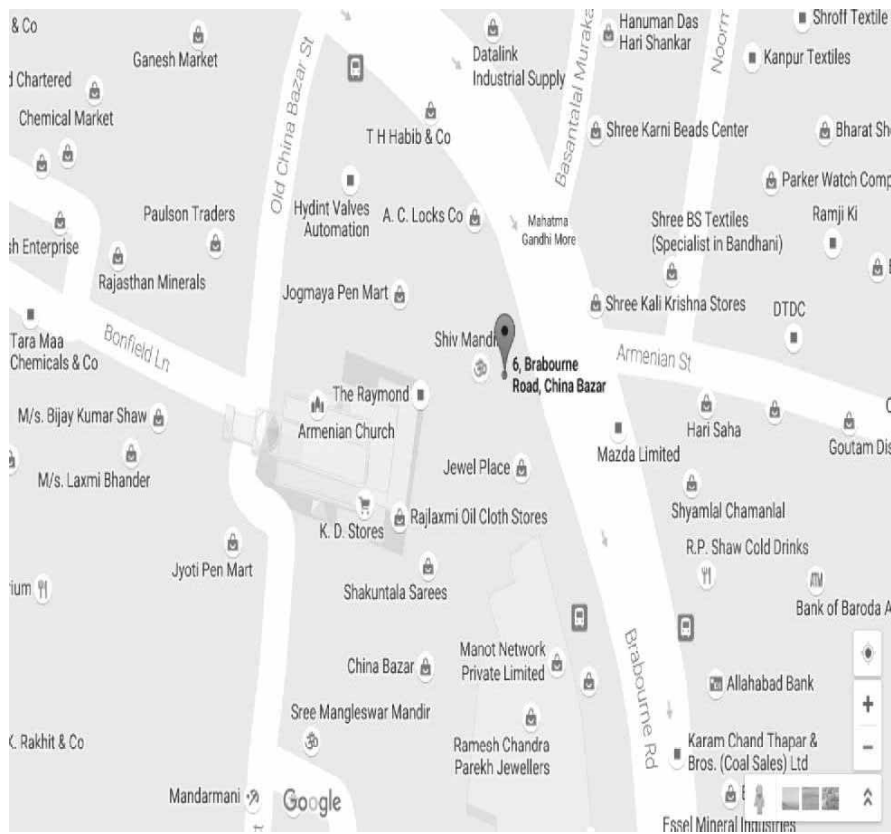 & Co
Ganesh Market
Datalink
Industrial Supply
Hanuman Das
Hari Shankar
Shroff Textile
Kanpur Textiles
d Chartered
Chemical Market
Old China Bazar St
T H Habib & Co
Basantalal Muraka
Noorm
Shree Karni Beads Center
Bharat Sho
Parker Watch Comp
Paulson Traders
Hydint Valves
Automation
A. C. Locks Co
Mahatma
Gandhi More
Shree BS Textiles
(Specialist in Bandhani)
Ramji Ki
sh Enterprise
Rajasthan Minerals
Jogmaya Pen Mart
Shree Kali Krishna Stores
DTDC
Tara Maa
Chemicals & Co
Bonfield Ln
Shiv Mandi
6, Brabourne
Road, China Bazar
Armenian St
The Raymond
M/s. Bijay Kumar Shaw
Armenian Church
Hari Saha
Mazda Limited
Goutam Dis
M/s. Laxmi Bhander
Jewel Place
Shyamlal Chamanlal
K. D. Stores
Rajlaxmi Oil Cloth Stores
R.P. Shaw Cold Drinks
Jyoti Pen Mart
rium
Shakuntala Sarees
Bank of Baroda A
Manot Network
Private Limited
China Bazar
Brabourne Rd
Allahabad Bank
Sree Mangleswar Mandir
K. Rakhit & Co
Ramesh Chandra
Parekh Jewellers
Karam Chand Thapar &
Bros. (Coal Sales) Ltd
Mandarmani
Google
Essel Mineral Industries